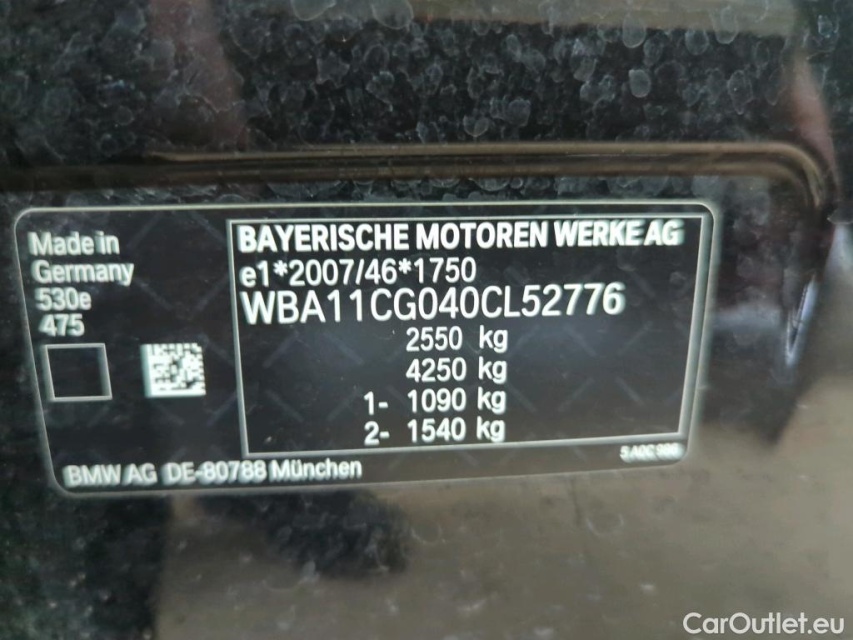 Made in
Germany
530e
475
BAYERISCHE MOTOREN WERKE AG
e1*2007/46*1750
WBA11CG040CL52776
2550 kg
4250 kg
1- 1090 kg
2- 1540 kg
BMW AG DE-80788 München
CarOutlet.eu